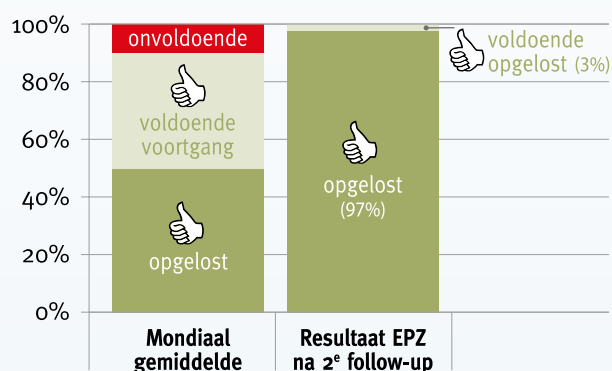 100%
80%
60%
40%
20%
0%
onvoldoende
voldoende
voortgang
opgelost
opgelost
(97%)
voldoende
opgelost (3%)
Mondiaal
gemiddelde
Resultaat EPZ
na 2e follow-up